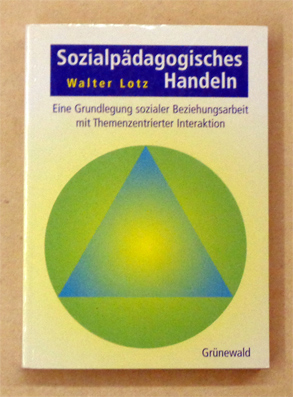 Sozialpädagogisches
Walter Lotz Handeln
Eine Grundlegung sozialer Beziehungsarbeit
mit Themenzentrierter Interaktion
Grünewald